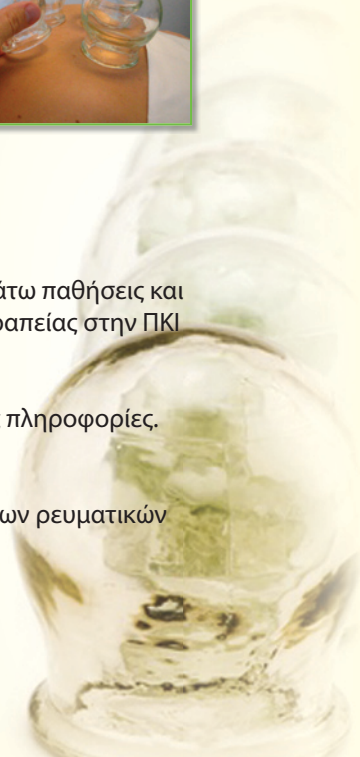 άτω παθήσεις και
ραπείας στην ΠΚΙ
πληροφορίες.
ων ρευματικών